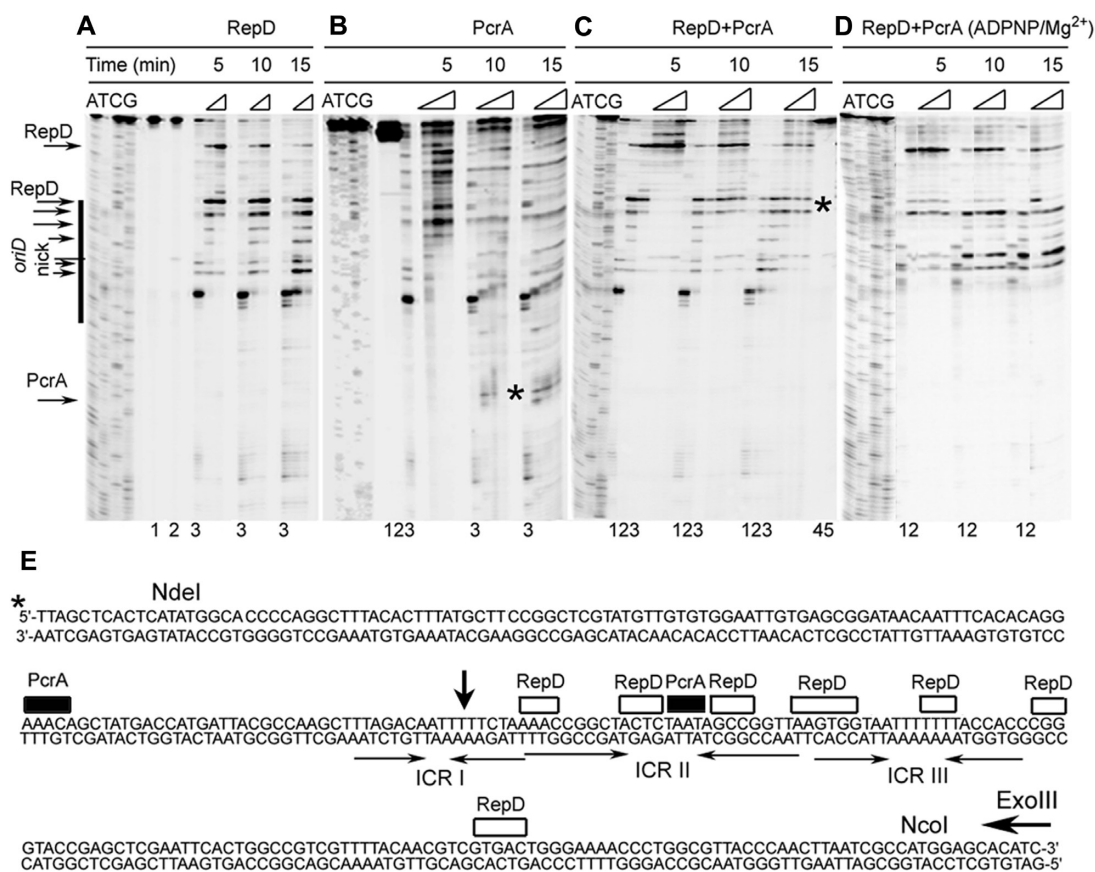 A RepD B PcrA C RepD+PcrA D RepD+PcrA (ADPNP/Mg2+)
Time (min) 5 10 15 5 10 15 5 10 15 5 10 15
ATCG ATCG ATCG ATCG
RepD
RepD
oriD
nick
*
PcrA
*
1 2 3 3 3 123 3 3 123 123 123 45 12 12 12
E
NdeI
*
5'-TTAGCTCACTCATATGGCACCCCAGGCTTTACACTTTATGCTTCCGGCTCGTATGTTGTGTGGAATTGTGAGCGGATAACAATTTCACACAGG
3'-AATCGAGTGAGTATACCGTGGGGTCCGAAATGTGAAATACGAAGGCCGAGCATACAACACACCTTAACACTCGCCTATTGTTAAAGTGTGTCC
PcrA RepD RepD PcrA RepD RepD RepD
AAACAGCTATGACCATGATTACGCCAAGCTTTAGACAATTTTTCTAAAACCGGCTACTCTAATAGCCGGTTAAGTGGTAATTTTTTTACCACCCGG
TTTGTCGATACTGGTACTAATGCGGTTCGAAATCTGTTAAAAAGATTTTGGCCGATGAGATTATCGGCCAATTCACCATTAAAAAAATGGTGGGCC
ICR I ICR II ICR III
RepD
NcoI
ExoIII
GTACCGAGCTCGAATTCACTGGCCGTCGTTTTACAACGTCGTGACTGGGAAAACCCTGGCGTTACCCAACTTAATCGCCATGGAGCACATC-3'
CATGGCTCGAGCTTAAGTGACCGGCAGCAAAATGTTGCAGCACTGACCCTTTTGGGACCGCAATGGGTTGAATTAGCGGTACCTCGTGTAG-5'